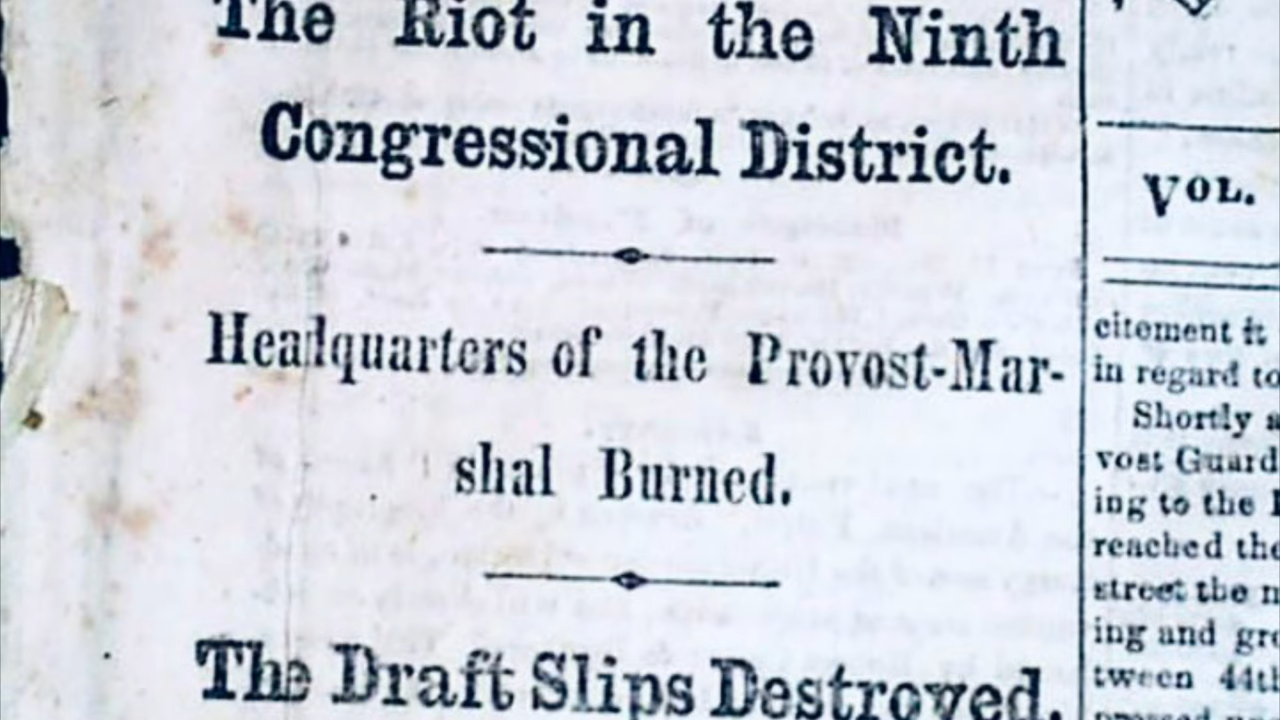 The Riot in the Ninth
Congressional District.
Headquarters of the Provost-Mar-
shal Burned.
The Draft Slips Destroyed.
VOL.
citement it
in regard to
Shortly
vost Guard
ing to the
reached the
street the
ing and
tween 44th